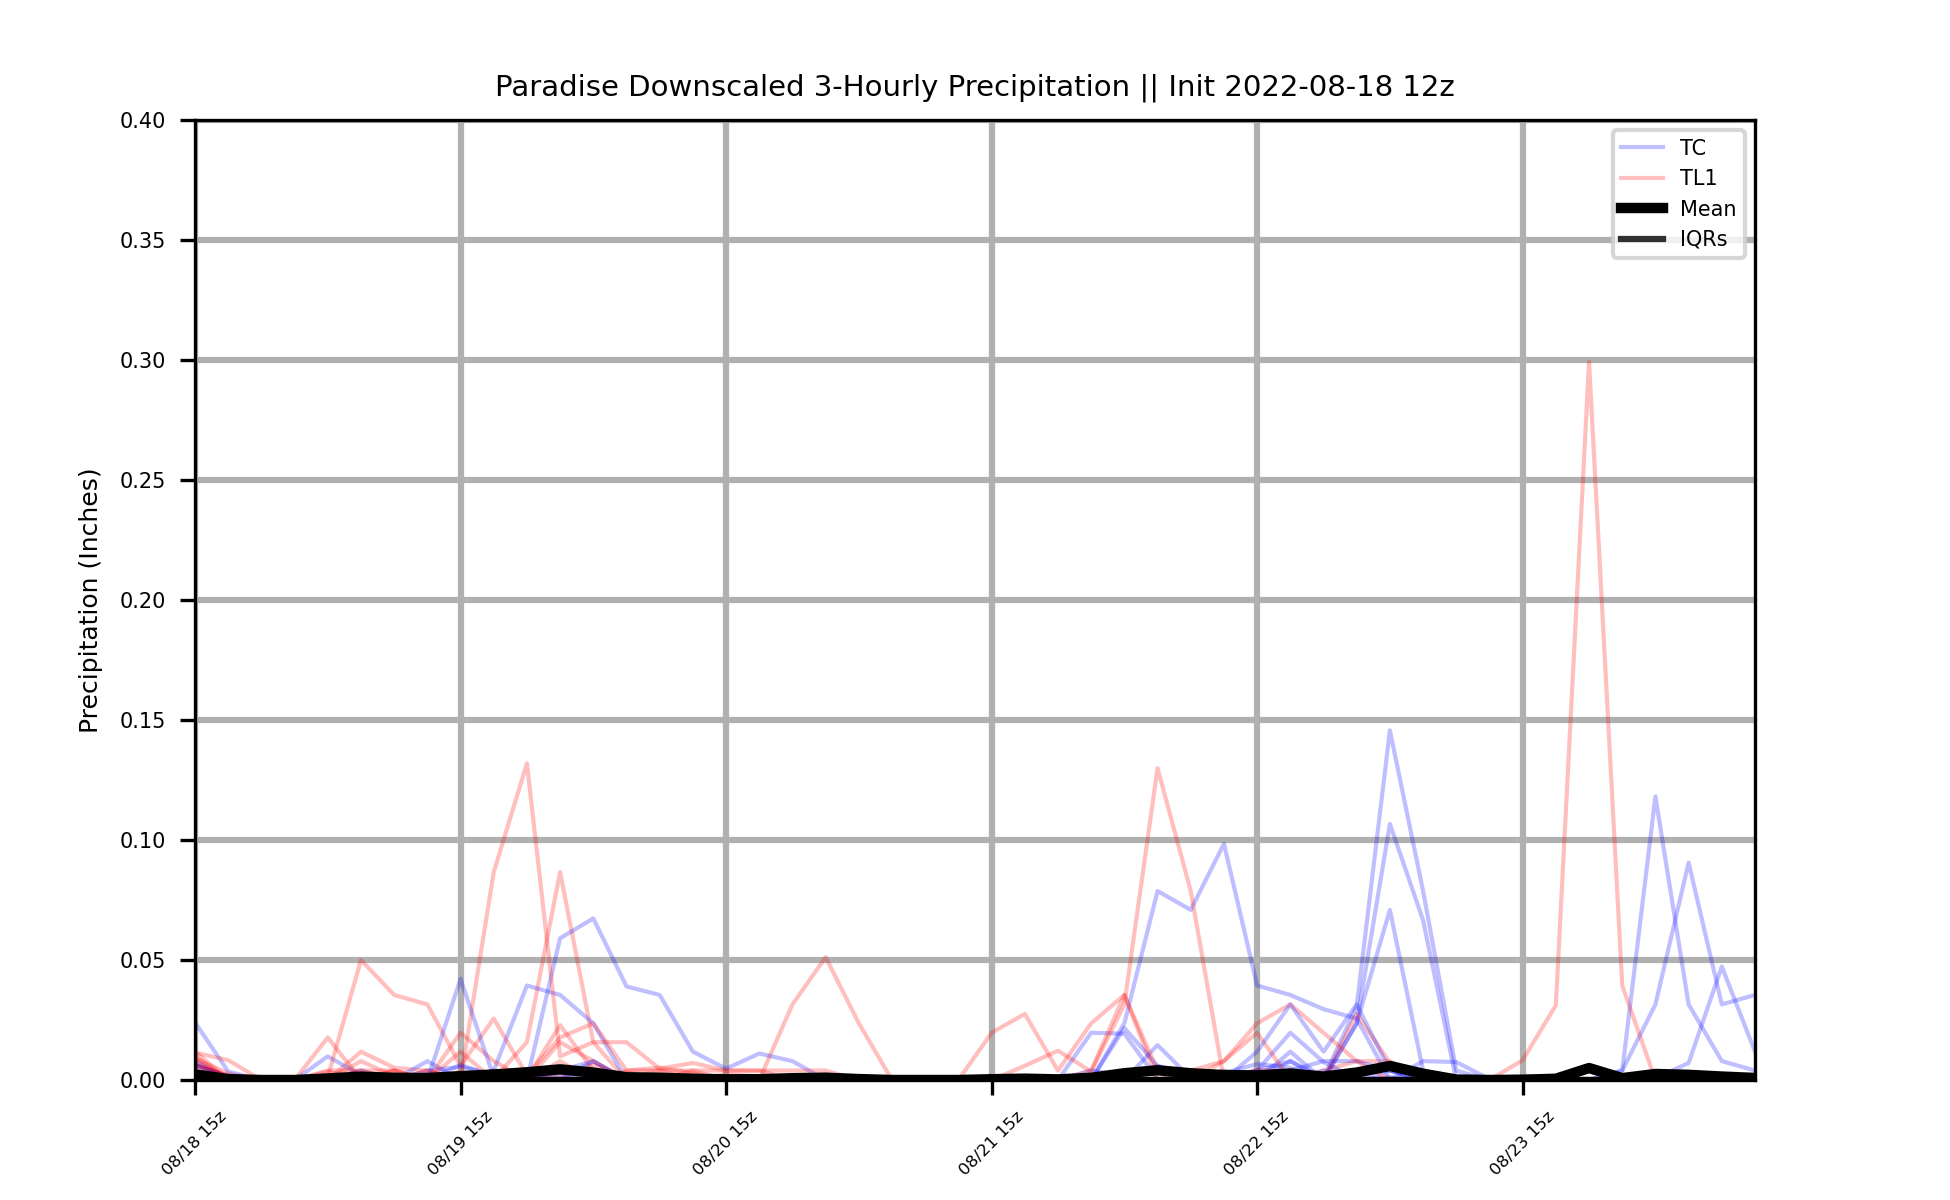 Paradise Downscaled 3-Hourly Precipitation || Init 2022-08-18 12z
0.40
0.35
0.30
0.25
0.20
0.15
0.10
0.05
0.00
Precipitation (Inches)
TC
TL1
Mean
IQRs
08/18 15z
08/19 15z
08/20 15z
08/21 15z
08/22 15z
08/23 15z